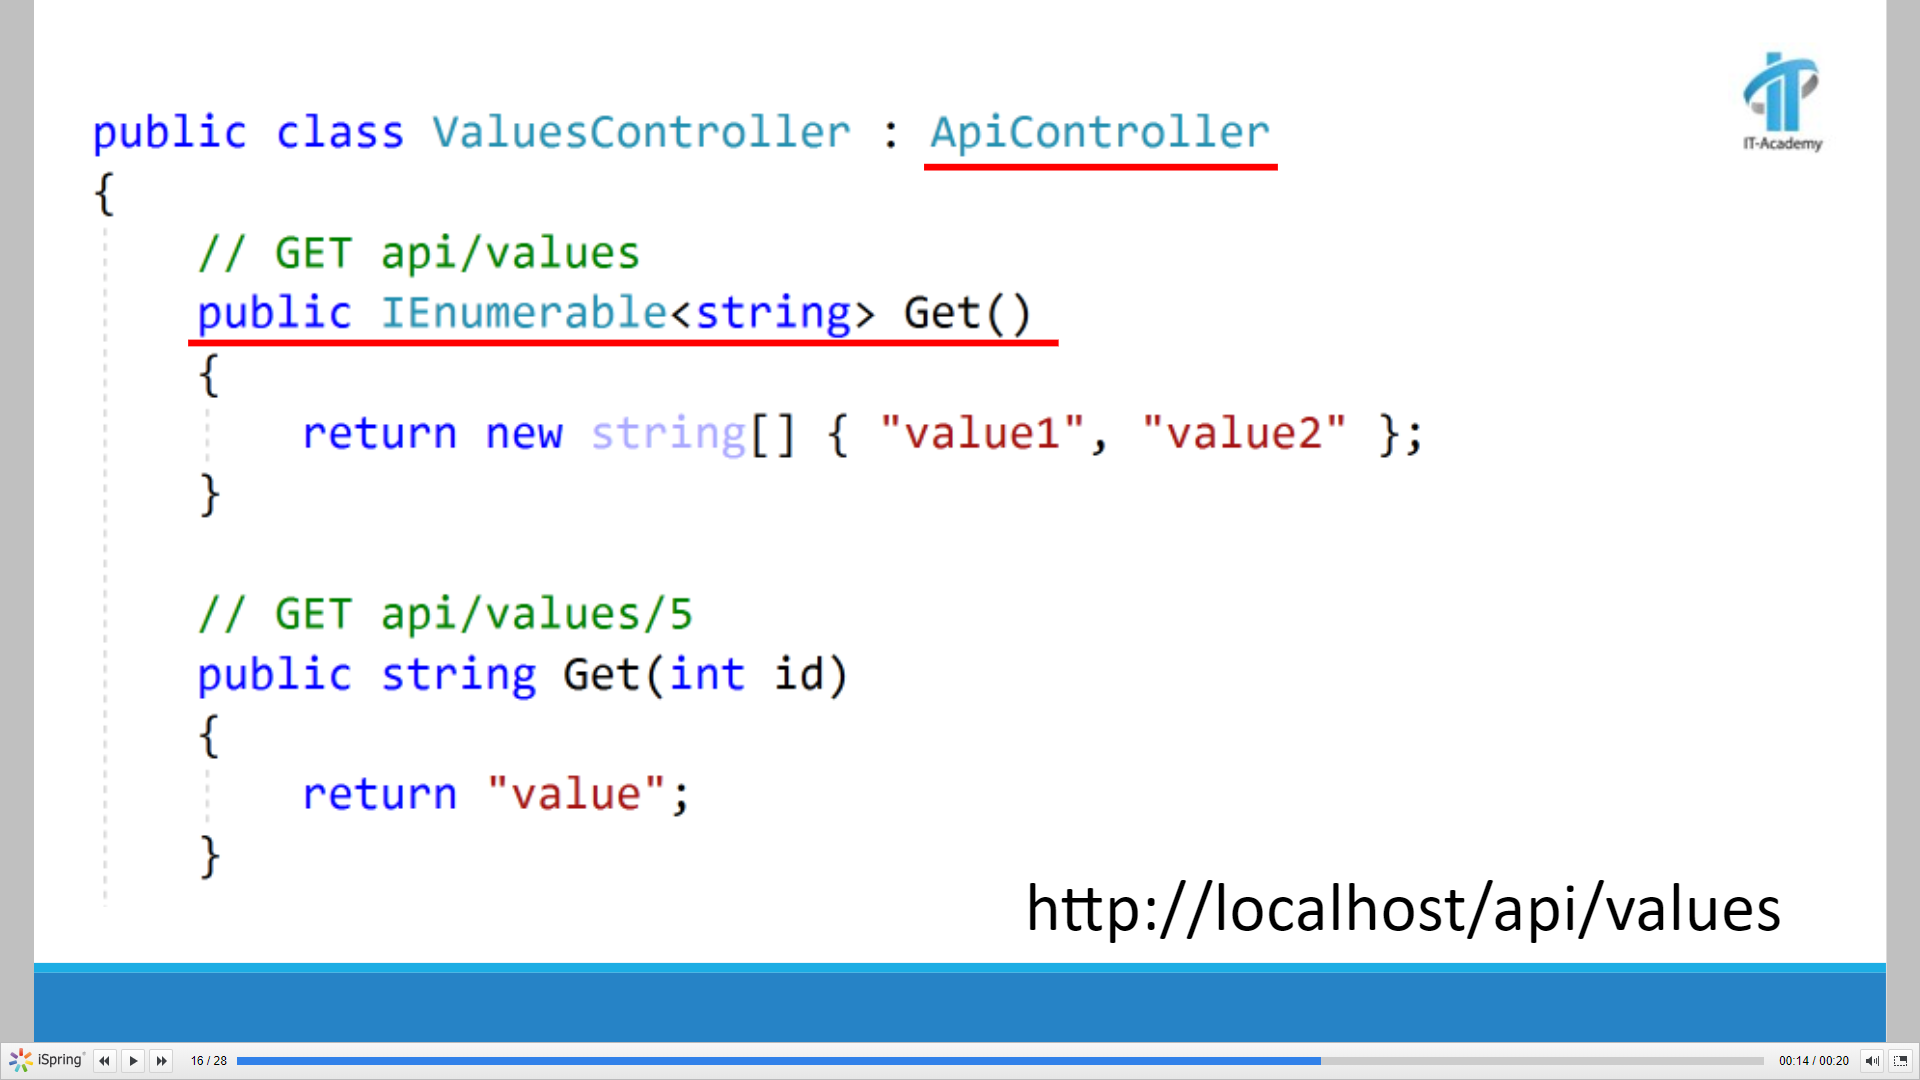 IT-Academy
public class ValuesController : ApiController
{
// GET api/values
public IEnumerable<string> Get()
{
return new string[] { "value1", "value2" };
}
// GET api/values/5
public string Get(int id)
{
return "value";
}
http://localhost/api/values
iSpring 16 / 28 00:14 / 00:20